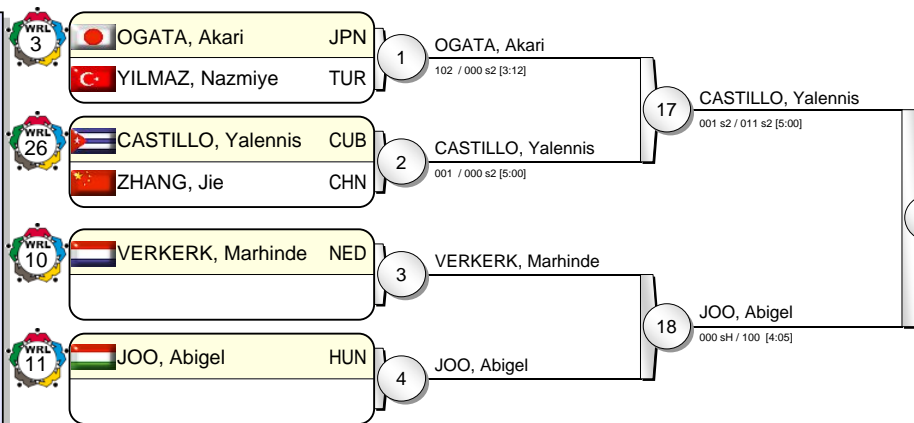 WRL
3
OGATA, Akari JPN
YILMAZ, Nazmiye TUR
1
OGATA, Akari
102 / 000 s2 [3:12]
WRL
26
CASTILLO, Yalennis CUB
ZHANG, Jie CHN
2
CASTILLO, Yalennis
001 / 000 s2 [5:00]
17
CASTILLO, Yalennis
001 s2 / 011 s2 [5:00]
WRL
10
VERKERK, Marhinde NED
3
VERKERK, Marhinde
WRL
11
JOO, Abigel HUN
4
JOO, Abigel
18
JOO, Abigel
000 sH / 100 [4:05]